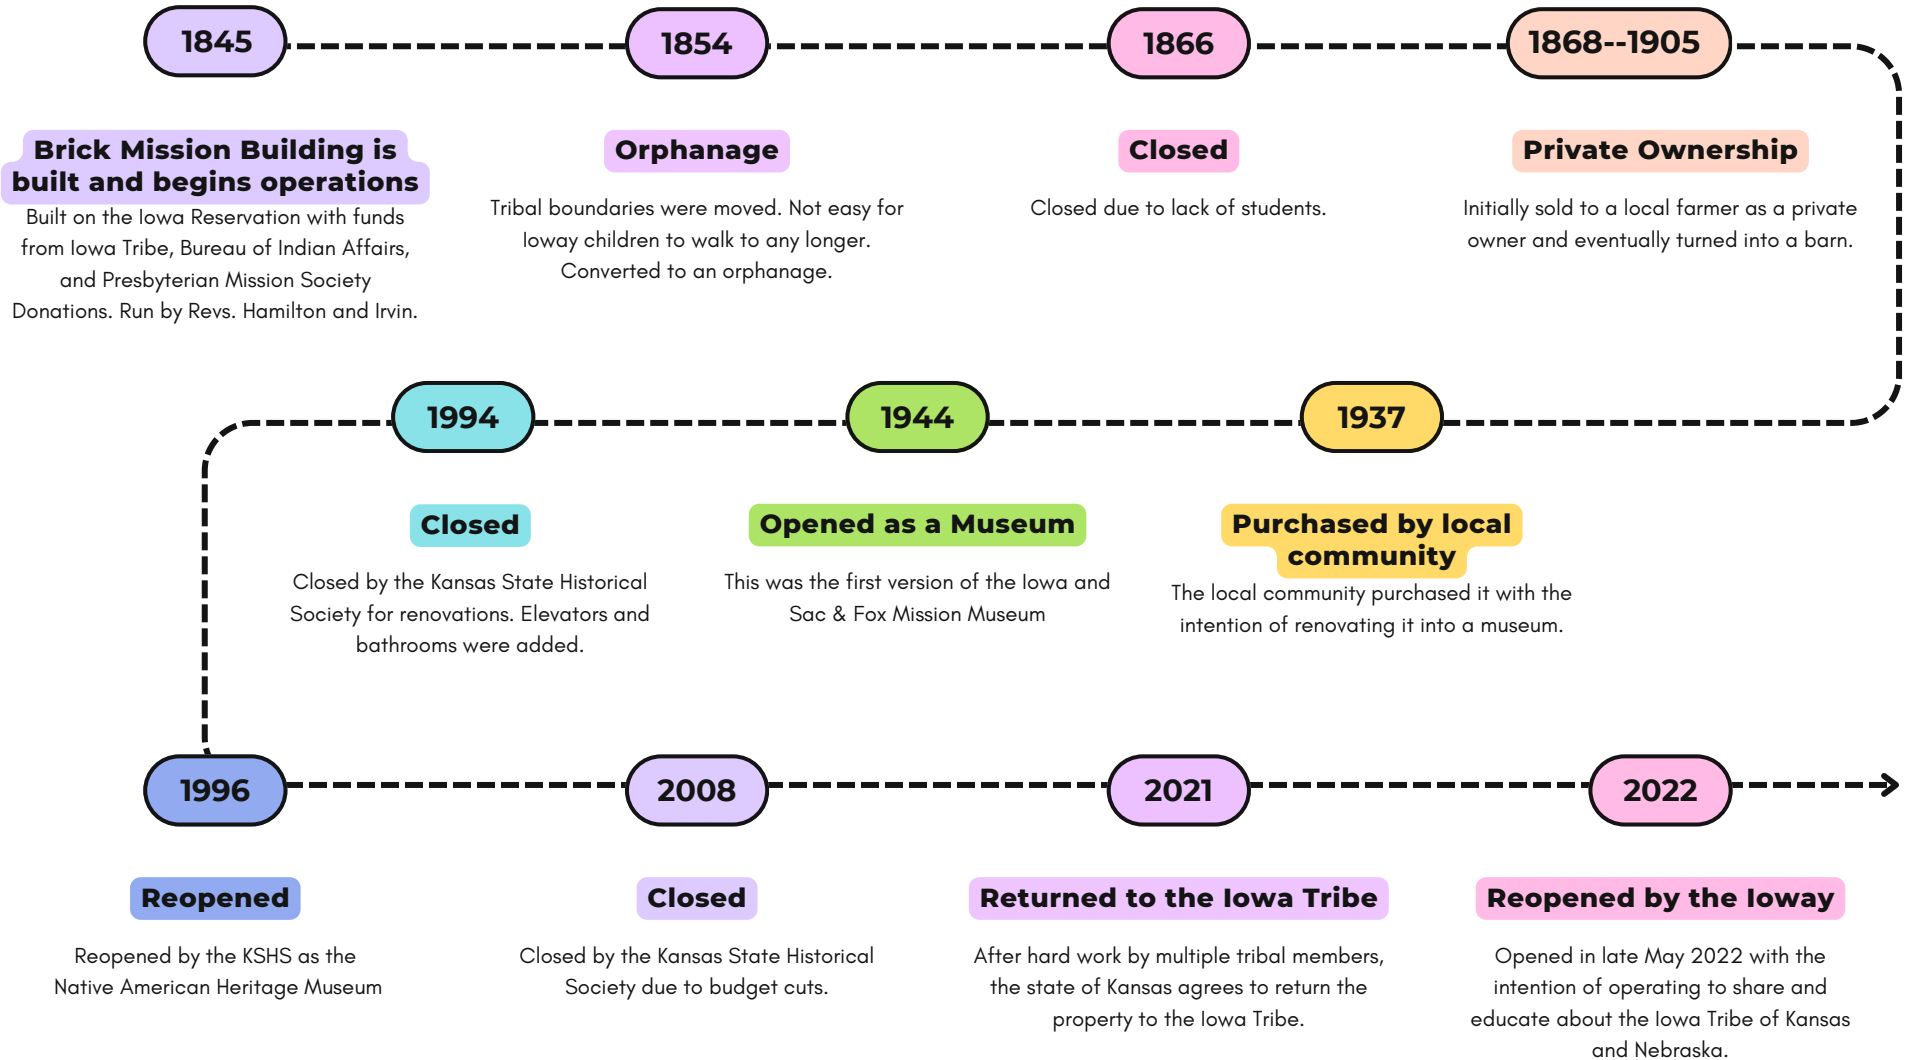 1845
Brick Mission Building is
built and begins operations
Built on the Iowa Reservation with funds
from Iowa Tribe, Bureau of Indian Affairs,
and Presbyterian Mission Society
Donations. Run by Revs. Hamilton and Irvin.
1854
Orphanage
Tribal boundaries were moved. Not easy for
Ioway children to walk to any longer.
Converted to an orphanage.
1866
Closed
Closed due to lack of students.
1868--1905
Private Ownership
Initially sold to a local farmer as a private
owner and eventually turned into a barn.
1937
Purchased by local
community
The local community purchased it with the
intention of renovating it into a museum.
1944
Opened as a Museum
This was the first version of the Iowa and
Sac & Fox Mission Museum
1994
Closed
Closed by the Kansas State Historical
Society for renovations. Elevators and
bathrooms were added.
1996
Reopened
Reopened by the KSHS as the
Native American Heritage Museum
2008
Closed
Closed by the Kansas State Historical
Society due to budget cuts.
2021
Returned to the Iowa Tribe
After hard work by multiple tribal members,
the state of Kansas agrees to return the
property to the Iowa Tribe.
2022
Reopened by the Ioway
Opened in late May 2022 with the
intention of operating to share and
educate about the Iowa Tribe of Kansas
and Nebraska.